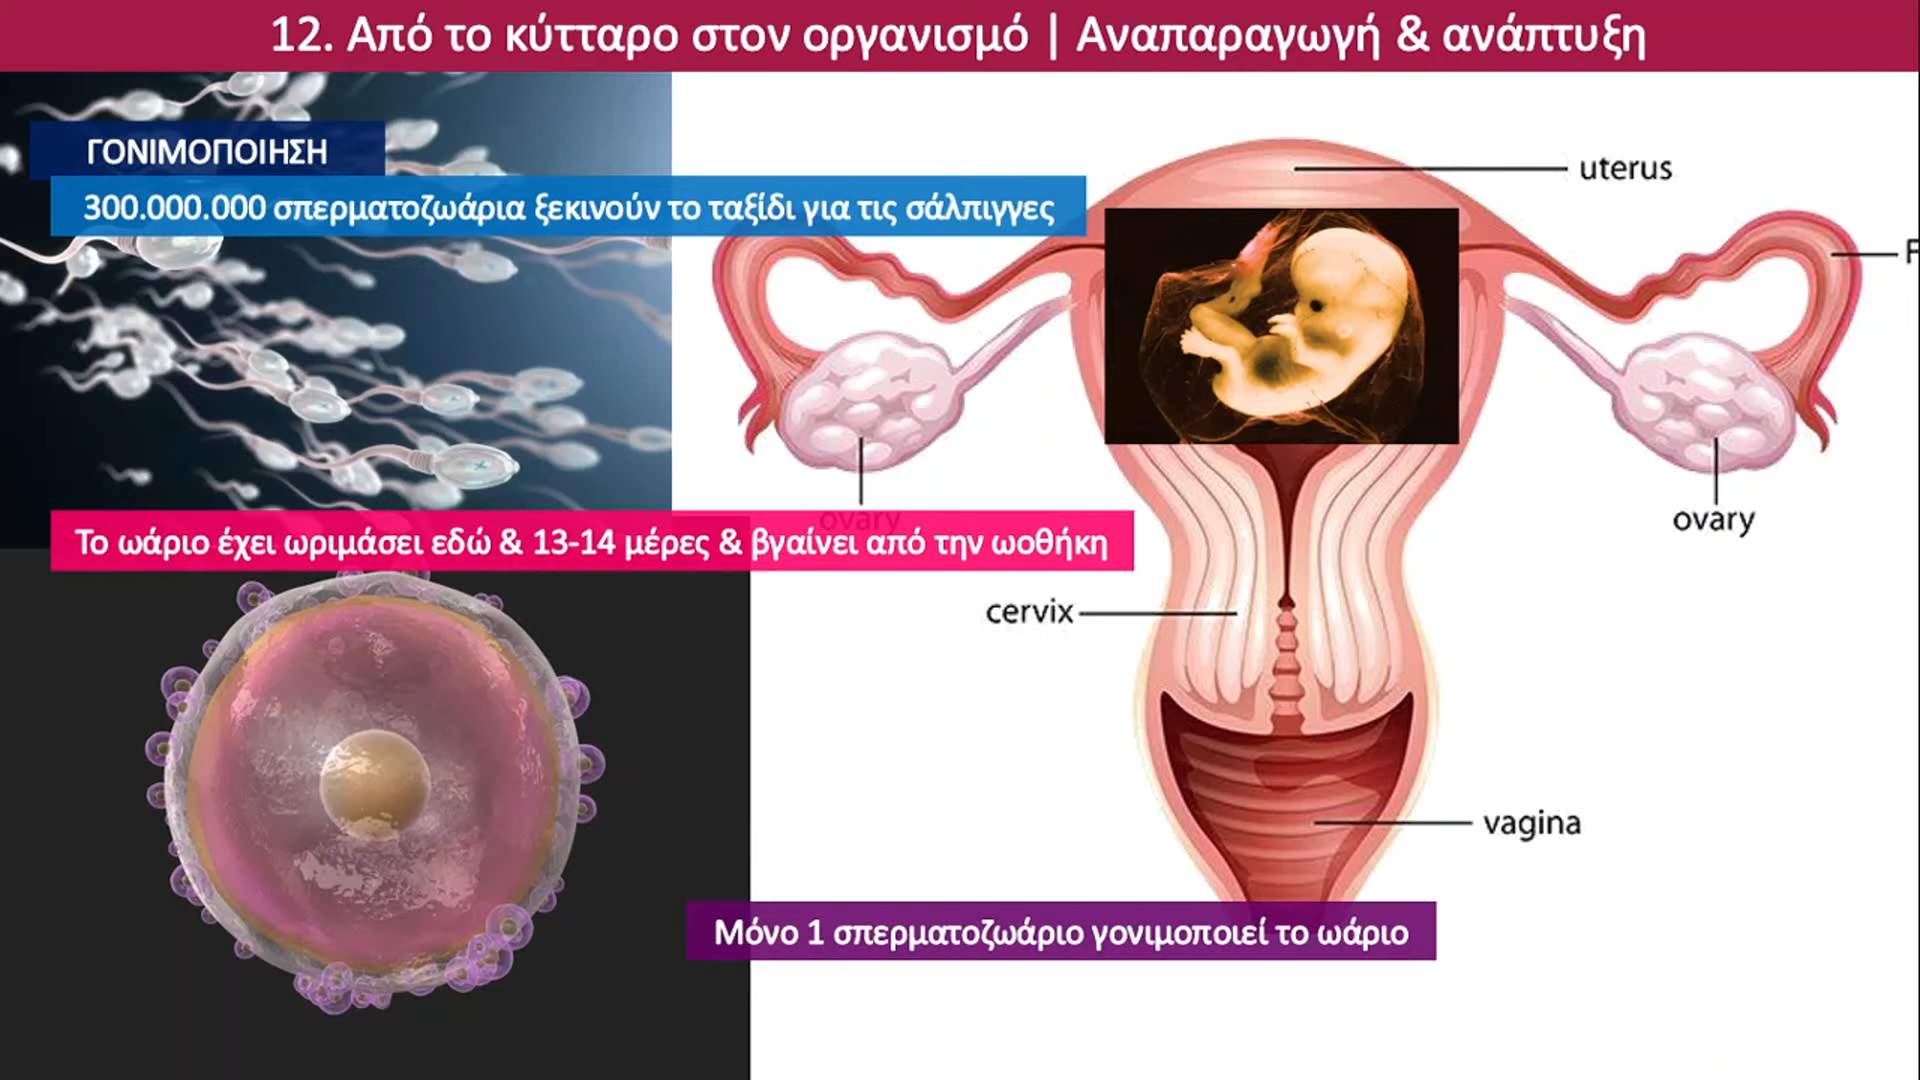 12. Από το κύτταρο στον οργανισμό | Αναπαραγωγή & ανάπτυξη
ΓΟΝΙΜΟΠΟΙΗΣΗ
300.000.000 σπερματοζωάρια ξεκινούν το ταξίδι για τις σάλπιγγες
uterus
F
ovary
ovary
Το ωάριο έχει ωριμάσει εδώ & 13-14 μέρες & βγαίνει από την ωοθήκη
cervix
vagina
Μόνο 1 σπερματοζωάριο γονιμοποιεί το ωάριο